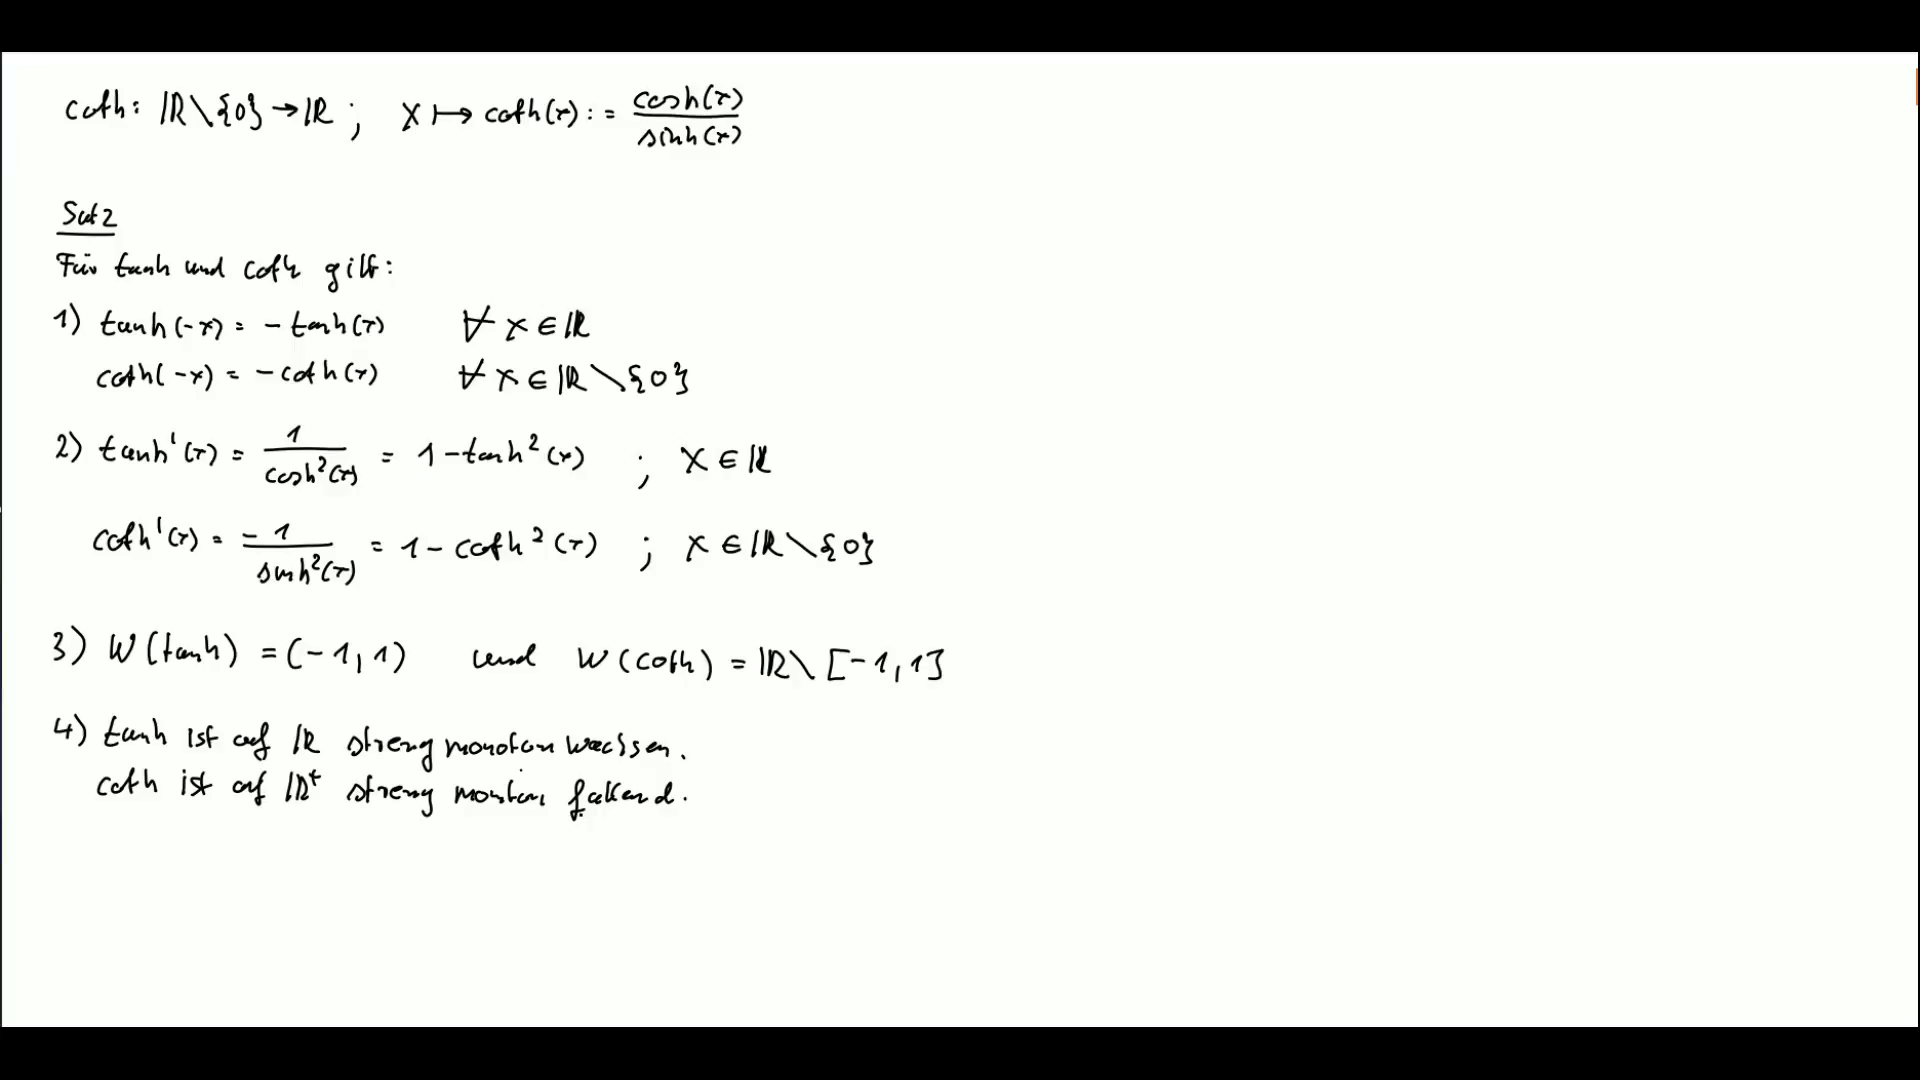 coth: ℝ\{0} → ℝ ; x ↦ coth(x) := cosh(x)/sinh(x)
Satz
Für tanh und coth gilt:
1) tanh(-x) = - tanh(x) ∀ x ∈ ℝ
coth(-x) = - coth(x) ∀ x ∈ ℝ \ {0}
2) tanh'(x) = 1/cosh²(x) = 1 - tanh²(x) ; x ∈ ℝ
coth'(x) = -1/sinh²(x) = 1 - coth²(x) ; x ∈ ℝ \ {0}
3) W(tanh) = (-1, 1) und W(coth) = ℝ \ [-1, 1]
4) tanh ist auf ℝ streng monoton wachsen.
coth ist auf ℝ⁺ streng monoton fallend.